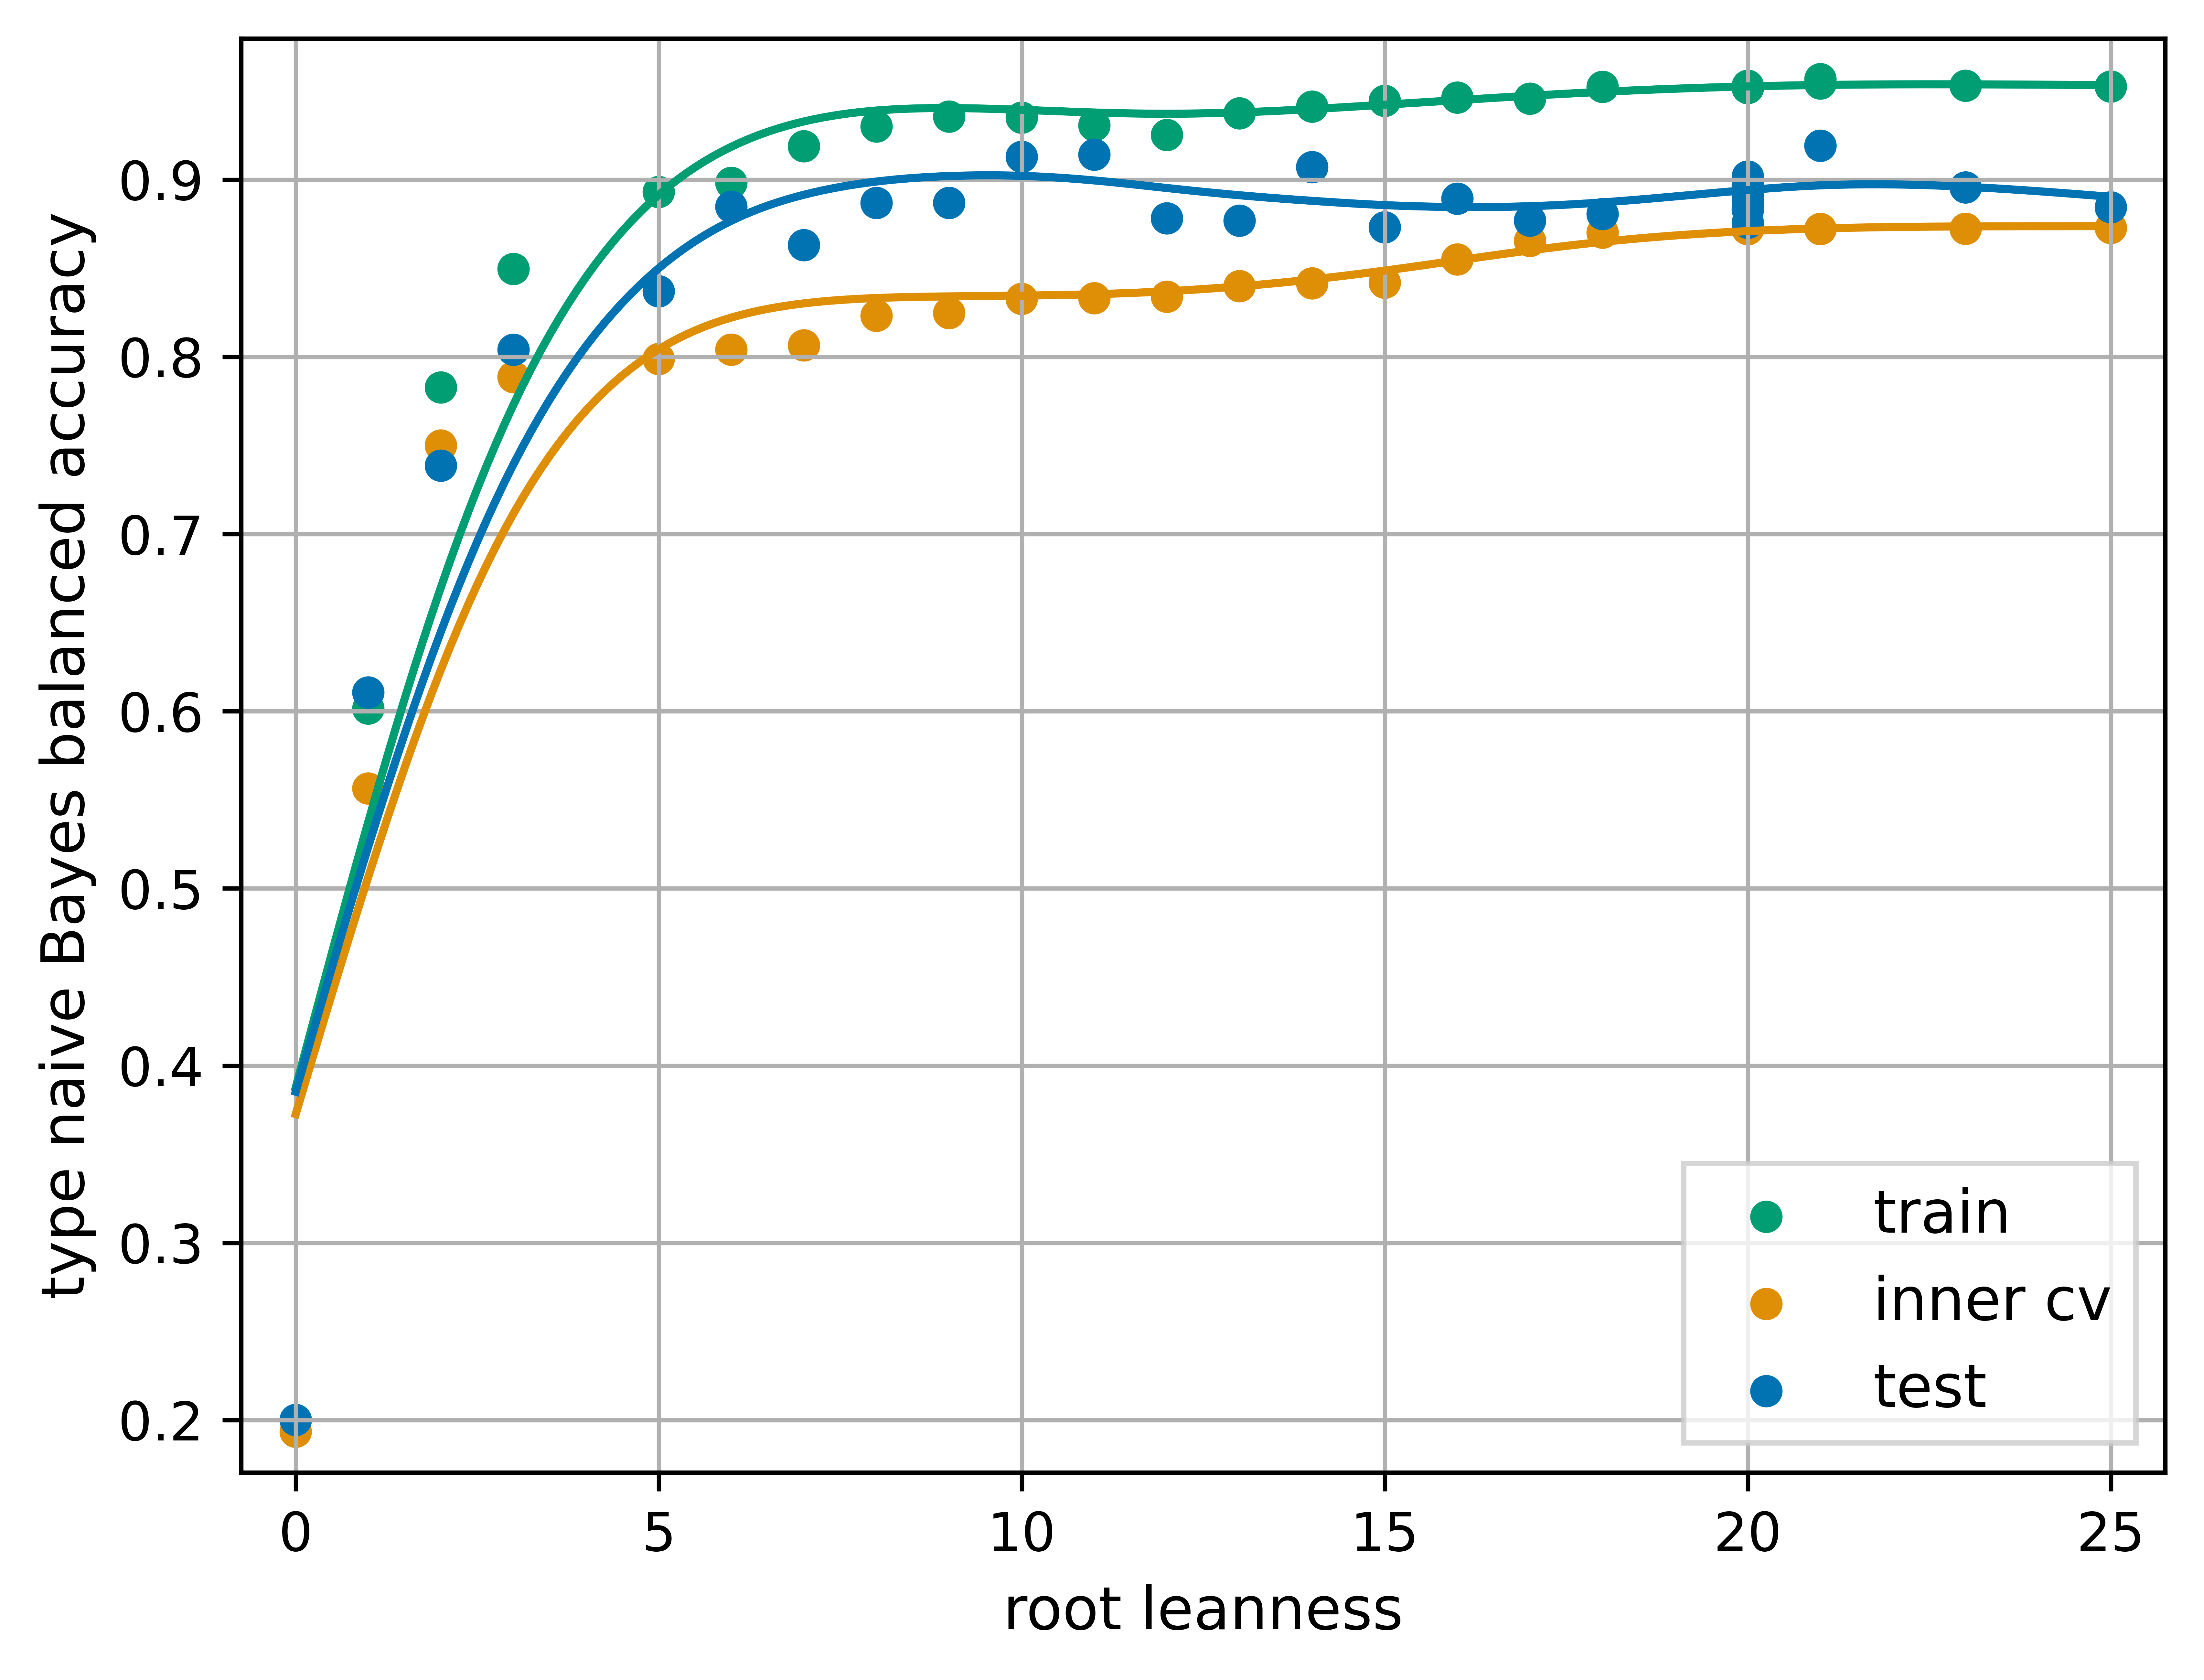 type naive Bayes balanced accuracy
0.9
0.8
0.7
0.6
0.5
0.4
0.3
0.2
train
inner cv
test
0 5 10 15 20 25
root leanness